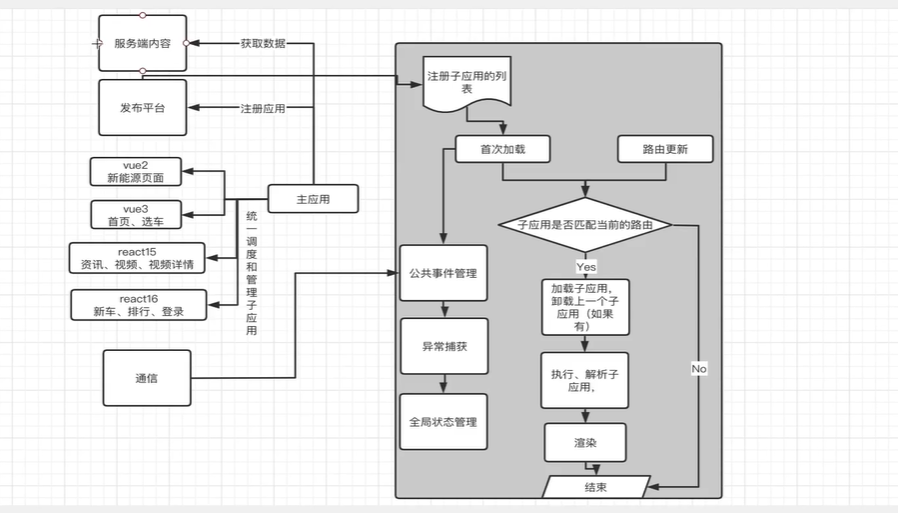 服务端内容
获取数据
发布平台
注册应用
vue2
新能源页面
vue3
首页、选车
react15
资讯、视频、视频详情
react16
新车、排行、登录
主应用
统一调度和管理子应用
通信
注册子应用的列
表
首次加载
路由更新
子应用是否匹配当前的路由
公共事件管理
异常捕获
全局状态管理
Yes
加载子应用，
卸载上一个子
应用（如果
有）
执行、解析子
应用，
渲染
No
结束